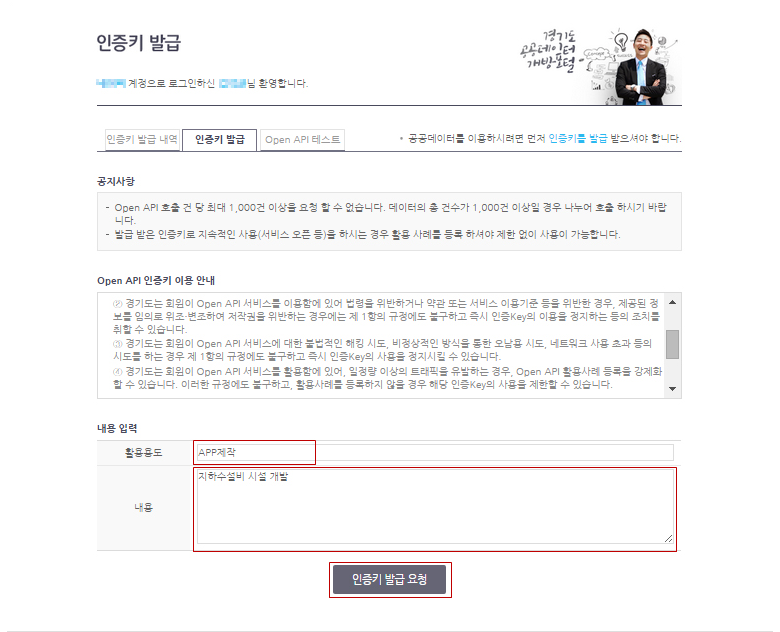 인증키 발급
경기도
공공데이터
개방포털
계정으로 로그인하신 님 환영합니다.
인증키 발급 내역
인증키 발급
Open API 테스트
• 공공데이터를 이용하시려면 먼저 인증키를 발급 받으셔야 합니다.
공지사항
- Open API 호출 건 당 최대 1,000건 이상을 요청 할 수 없습니다. 데이터의 총 건수가 1,000건 이상일 경우 나누어 호출 하시기 바랍
니다.
- 발급 받은 인증키로 지속적인 사용(서비스 오픈 등)을 하시는 경우 활용 사례를 등록 하셔야 제한 없이 사용이 가능합니다.
Open API 인증키 이용 안내
② 경기도는 회원이 Open API 서비스를 이용함에 있어 법령을 위반하거나 약관 또는 서비스 이용기준 등을 위반한 경우, 제공된 정
보를 임의로 위조·변조하여 저작권을 위반하는 경우에는 제 1항의 규정에도 불구하고 즉시 인증Key의 이용을 정지하는 등의 조치를
취할 수 있습니다.
③ 경기도는 회원이 Open API 서비스에 대한 불법적인 해킹 시도, 비정상적인 방식을 통한 오남용 시도, 네트워크 사용 초과 등의
시도를 하는 경우 제 1항의 규정에도 불구하고 즉시 인증Key의 사용을 정지시킬 수 있습니다.
④ 경기도는 회원이 Open API 서비스를 활용함에 있어, 일정량 이상의 트래픽을 유발하는 경우, Open API 활용사례 등록을 강제화
할 수 있습니다. 이러한 규정에도 불구하고, 활용사례를 등록하지 않을 경우 해당 인증Key의 사용을 제한할 수 있습니다.
내용 입력
활용용도
APP제작
내용
지하수설비 시설 개발
인증키 발급 요청